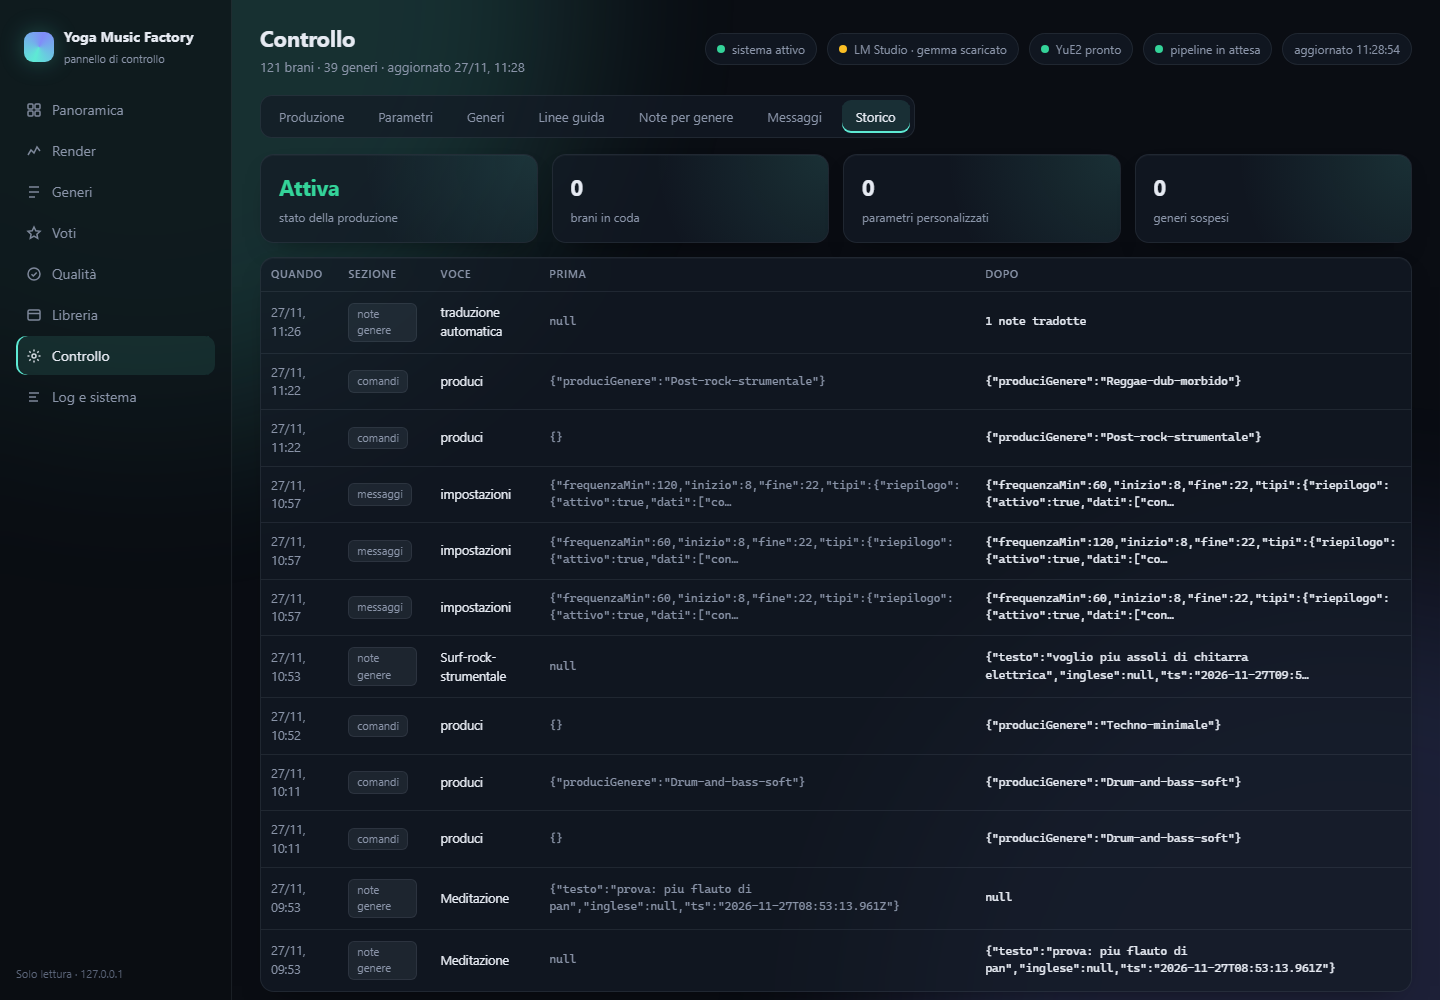 Yoga Music Factory
pannello di controllo
Panoramica
Render
Generi
Voti
Qualità
Libreria
Controllo
Log e sistema
Solo lettura · 127.0.0.1
Controllo
121 brani · 39 generi · aggiornato 27/11, 11:28
sistema attivo
LM Studio · gemma scaricato
YuE2 pronto
pipeline in attesa
aggiornato 11:28:54
Produzione Parametri Generi Linee guida Note per genere Messaggi Storico
Attiva
stato della produzione
0
brani in coda
0
parametri personalizzati
0
generi sospesi
QUANDO SEZIONE VOCE PRIMA DOPO
27/11, 11:26 note genere traduzione automatica null 1 note tradotte
27/11, 11:22 comandi produci {"produciGenere":"Post-rock-strumentale"} {"produciGenere":"Reggae-dub-morbido"}
27/11, 11:22 comandi produci {} {"produciGenere":"Post-rock-strumentale"}
27/11, 10:57 messaggi impostazioni {"frequenzaMin":120,"inizio":8,"fine":22,"tipi":{"riepilogo":{"attivo":true,"dati":["co… {"frequenzaMin":60,"inizio":8,"fine":22,"tipi":{"riepilogo":{"attivo":true,"dati":["con…
27/11, 10:57 messaggi impostazioni {"frequenzaMin":60,"inizio":8,"fine":22,"tipi":{"riepilogo":{"attivo":true,"dati":["con… {"frequenzaMin":120,"inizio":8,"fine":22,"tipi":{"riepilogo":{"attivo":true,"dati":["co…
27/11, 10:57 messaggi impostazioni {"frequenzaMin":60,"inizio":8,"fine":22,"tipi":{"riepilogo":{"attivo":true,"dati":["con… {"frequenzaMin":60,"inizio":8,"fine":22,"tipi":{"riepilogo":{"attivo":true,"dati":["con…
27/11, 10:53 note genere Surf-rock-strumentale null {"testo":"voglio piu assoli di chitarra elettrica","inglese":null,"ts":"2026-11-27T09:5…
27/11, 10:52 comandi produci {} {"produciGenere":"Techno-minimale"}
27/11, 10:11 comandi produci {"produciGenere":"Drum-and-bass-soft"} {"produciGenere":"Drum-and-bass-soft"}
27/11, 10:11 comandi produci {} {"produciGenere":"Drum-and-bass-soft"}
27/11, 09:53 note genere Meditazione {"testo":"prova: piu flauto di pan","inglese":null,"ts":"2026-11-27T08:53:13.961Z"} null
27/11, 09:53 note genere Meditazione null {"testo":"prova: piu flauto di pan","inglese":null,"ts":"2026-11-27T08:53:13.961Z"}